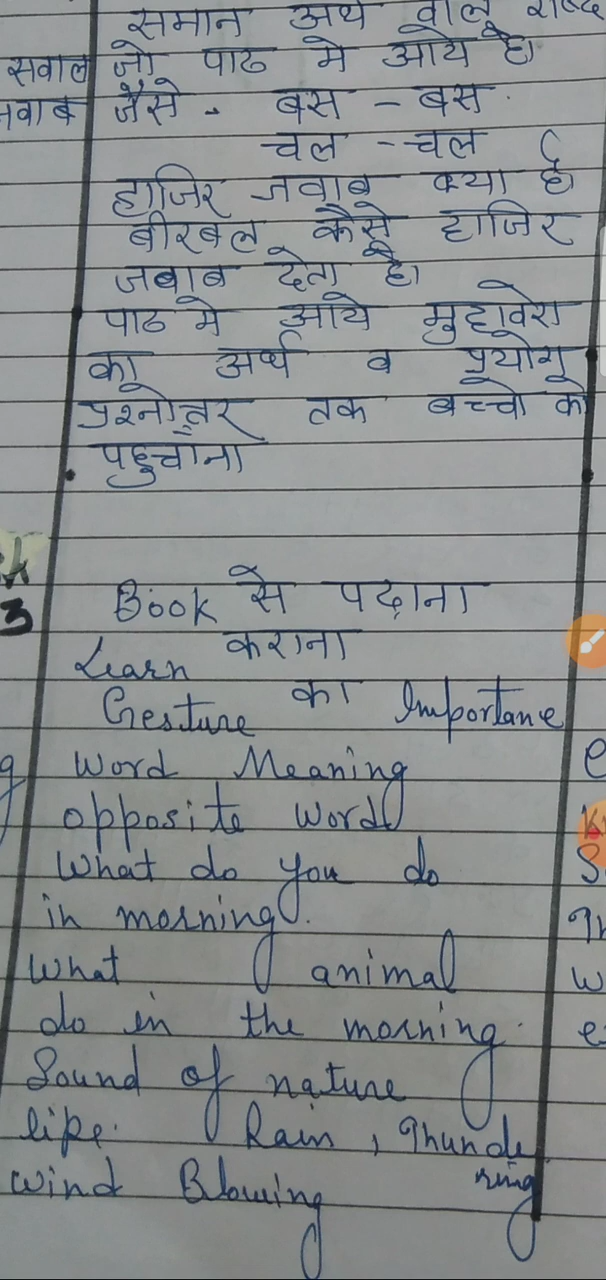 समान अर्थ वाले शब्द
सवाल जो पाठ मे आये है।
जवाब जैसे - बस - बस
चल - चल
हाजिर जवाब क्या है
बीरबल कैसे हाजिर
जबाब देता है।
पाठ मे आये मुहावरो
का अर्थ व प्रयोग
प्रश्नोत्तर तक बच्चो को
पहुचाना
3 Book से पढ़ाना
कराना
Learn
Gesture का Importance
Word Meaning
opposite word
What do you do
in morning.
What animal
do in the morning.
Sound of nature
like. Rain, Thunde
ring
Wind Blowing